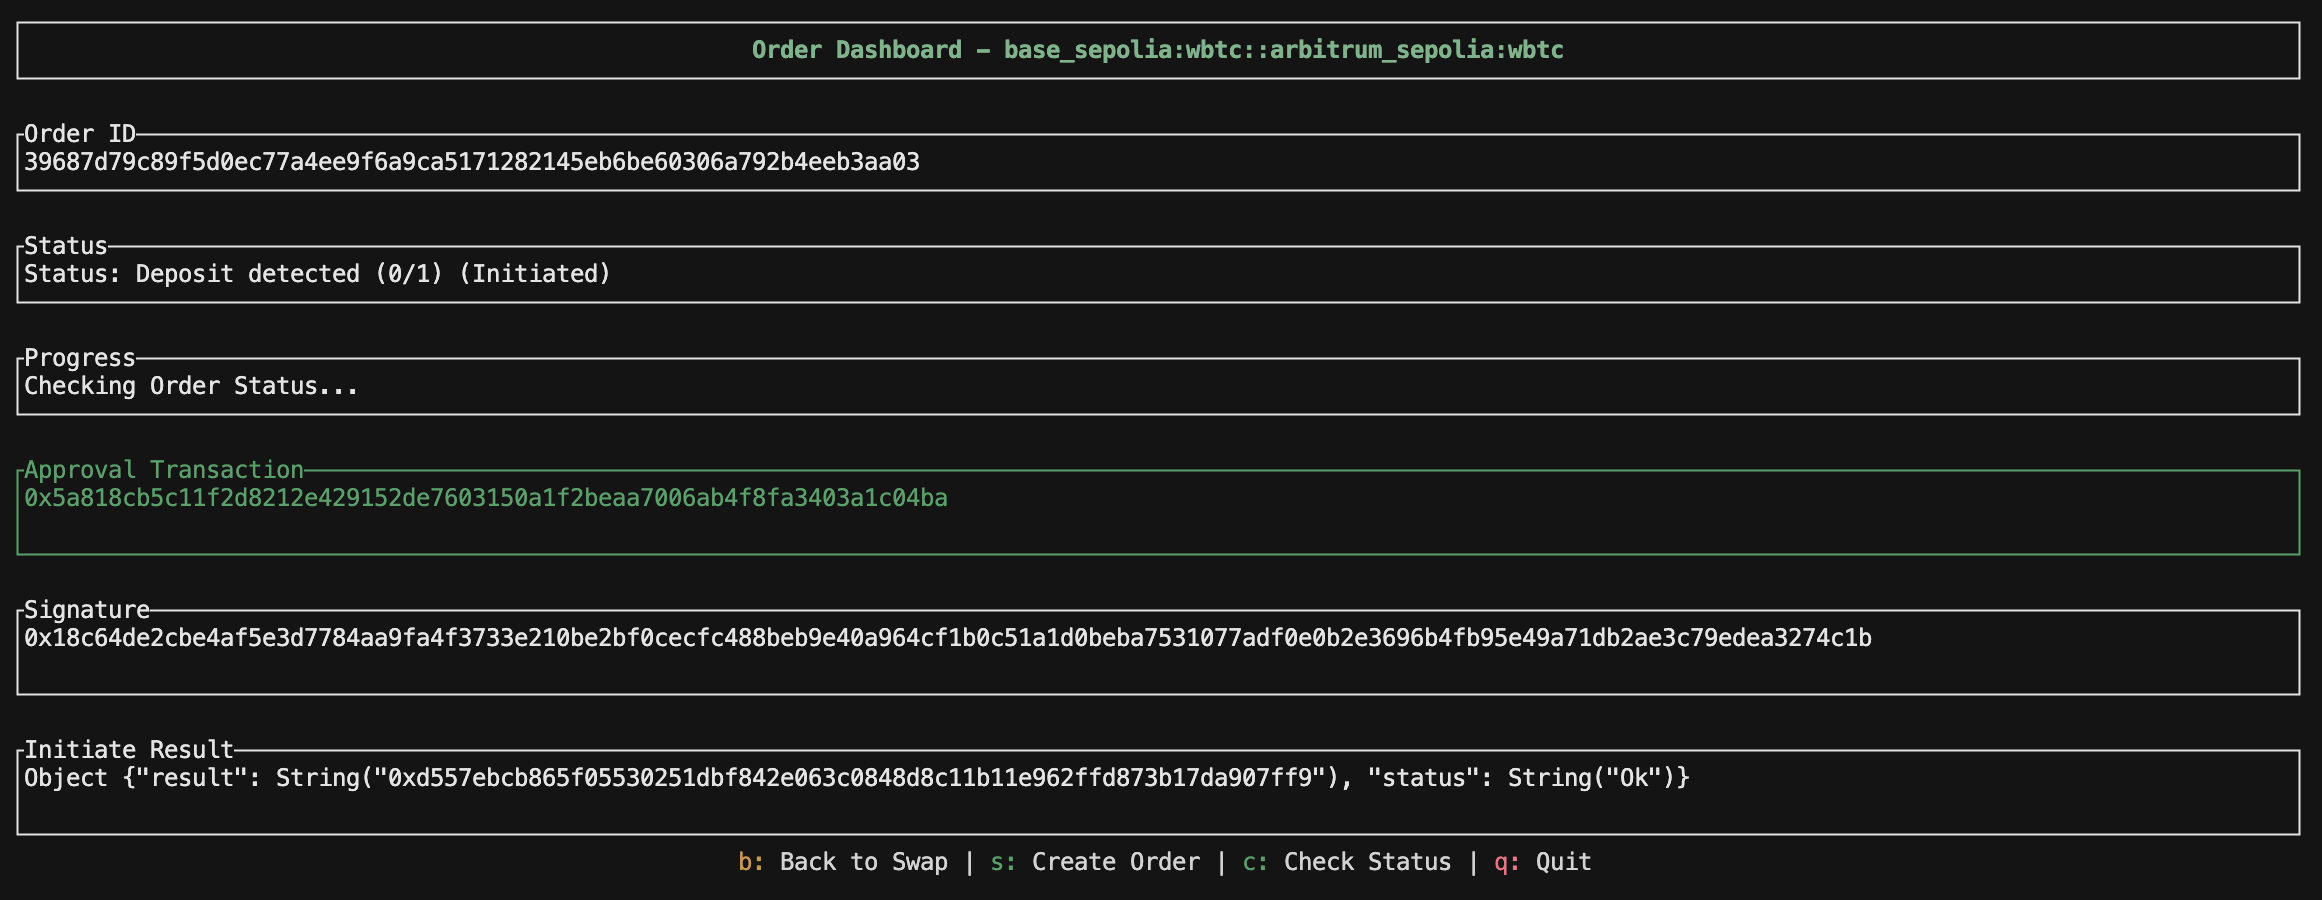 Order Dashboard - base_sepolia:wbtc::arbitrum_sepolia:wbtc
Order ID
39687d79c89f5d0ec77a4ee9f6a9ca5171282145eb6be60306a792b4eeb3aa03
Status
Status: Deposit detected (0/1) (Initiated)
Progress
Checking Order Status...
Approval Transaction
0x5a818cb5c11f2d8212e429152de7603150a1f2beaa7006ab4f8fa3403a1c04ba
Signature
0x18c64de2cbe4af5e3d7784aa9fa4f3733e210be2bf0cecfc488beb9e40a964cf1b0c51a1d0beba7531077adf0e0b2e3696b4fb95e49a71db2ae3c79edea3274c1b
Initiate Result
Object {"result": String("0xd557ebcb865f05530251dbf842e063c0848d8c11b11e962ffd873b17da907ff9"), "status": String("Ok")}
b: Back to Swap | s: Create Order | c: Check Status | q: Quit